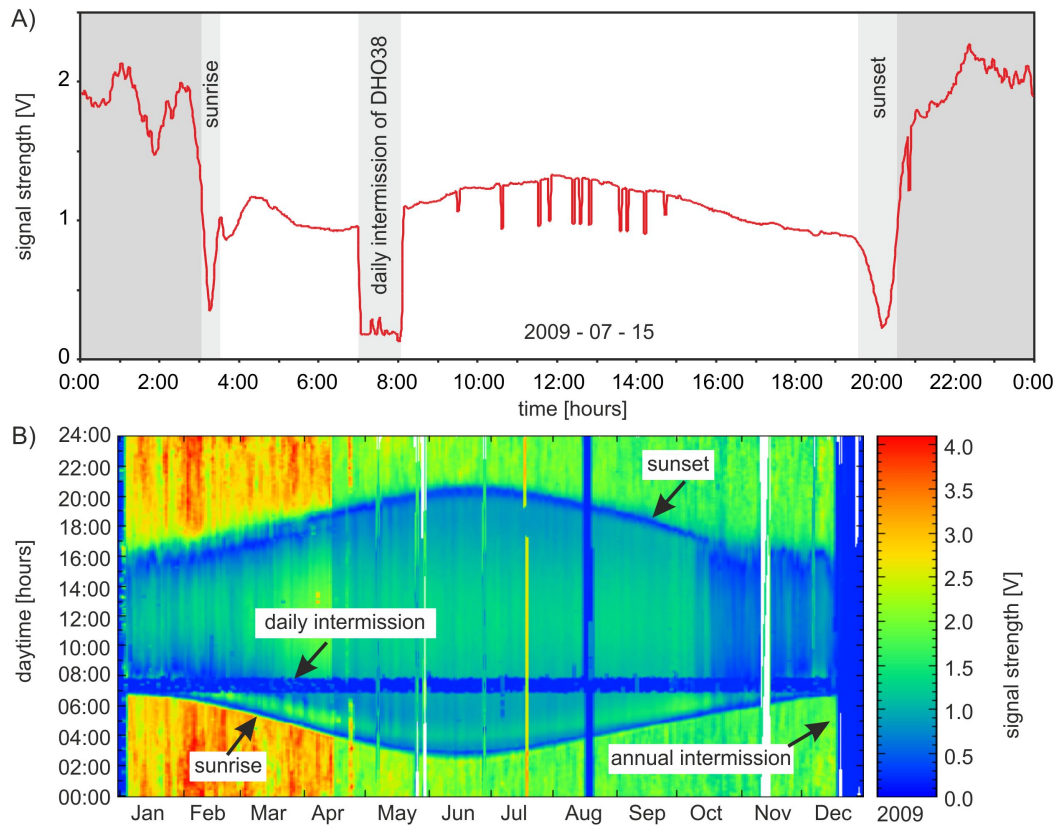 A)
signal strength [V]
2
1
0
sunrise
daily intermission of DHO38
sunset
2009 - 07 - 15
0:00 2:00 4:00 6:00 8:00 10:00 12:00 14:00 16:00 18:00 20:00 22:00 0:00
time [hours]
B)
daytime [hours]
24:00
22:00
20:00
18:00
16:00
14:00
12:00
10:00
08:00
06:00
04:00
02:00
00:00
sunset
daily intermission
sunrise
annual intermission
Jan Feb Mar Apr May Jun Jul Aug Sep Oct Nov Dec 2009
4.0
3.5
3.0
2.5
2.0
1.5
1.0
0.5
0.0
signal strength [V]